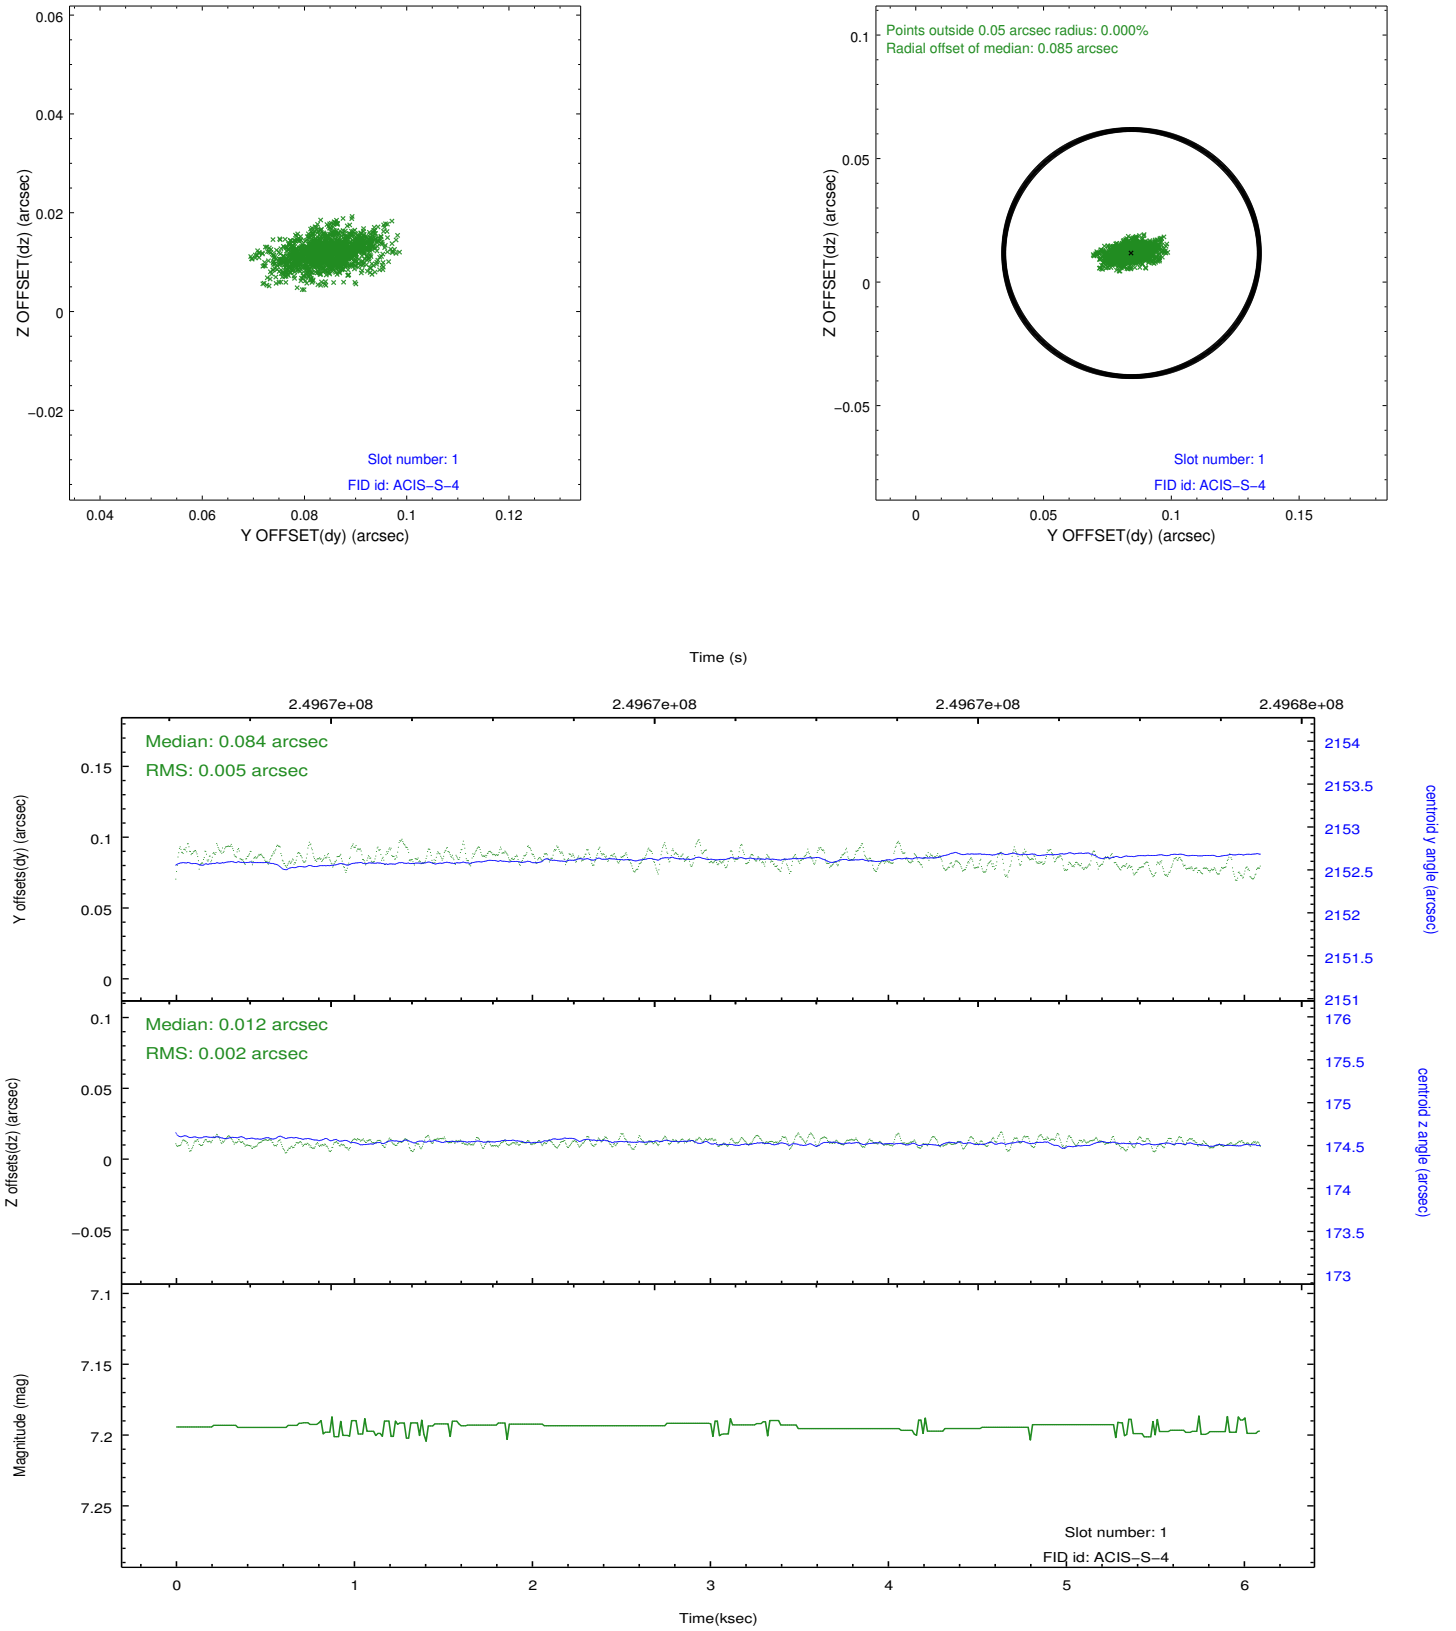 0.06
0.04
0.02
0
−0.02
Z OFFSET(dz) (arcsec)
Slot number: 1
FID id: ACIS−S−4
0.04 0.06 0.08 0.1 0.12
Y OFFSET(dy) (arcsec)
Points outside 0.05 arcsec radius: 0.000%
Radial offset of median: 0.085 arcsec
0.1
0.05
0
−0.05
Z OFFSET(dz) (arcsec)
Slot number: 1
FID id: ACIS−S−4
0 0.05 0.1 0.15
Y OFFSET(dy) (arcsec)
Time (s)
2.4967e+08 2.4967e+08 2.4967e+08 2.4968e+08
Median: 0.084 arcsec
RMS: 0.005 arcsec
0.15
0.1
0.05
0
Y offsets(dy) (arcsec)
2154
2153.5
2153
2152.5
2152
2151.5
2151
centroid y angle (arcsec)
Median: 0.012 arcsec
RMS: 0.002 arcsec
0.1
0.05
0
−0.05
Z offsets(dz) (arcsec)
176
175.5
175
174.5
174
173.5
173
centroid z angle (arcsec)
7.1
7.15
7.2
7.25
Magnitude (mag)
Slot number: 1
FID id: ACIS−S−4
0 1 2 3 4 5 6
Time(ksec)